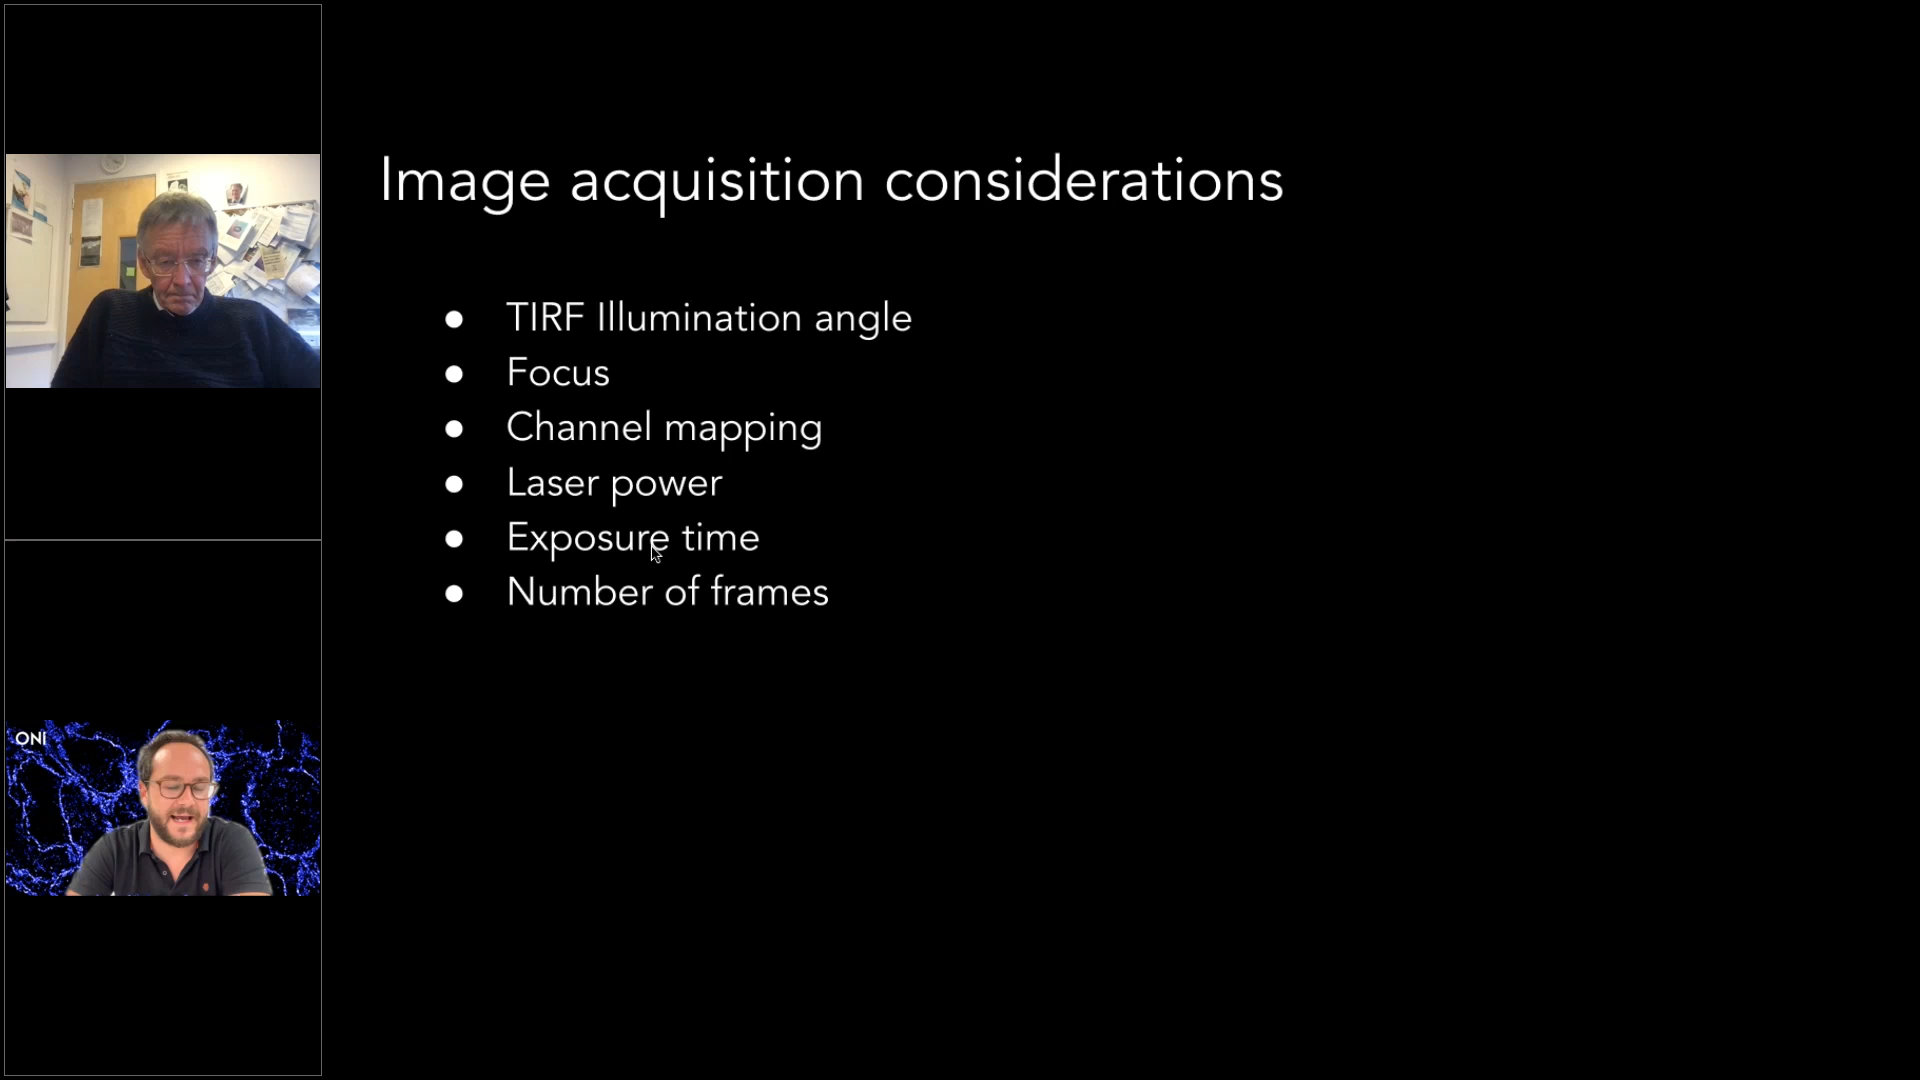 Image acquisition considerations
● TIRF Illumination angle
● Focus
● Channel mapping
● Laser power
● Exposure time
● Number of frames
ONI